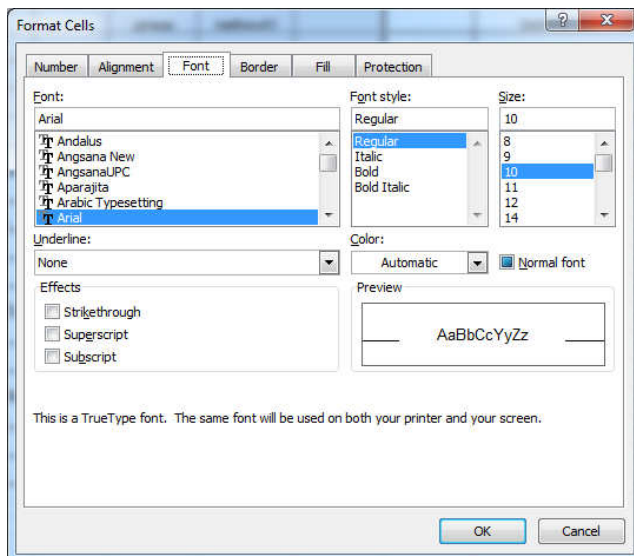 Format Cells
?
Number Alignment Font Border Fill Protection
Font: Font style: Size:
Arial Regular 10
Andalus Regular 8
Angsana New Italic 9
AngsanaUPC Bold 10
Aparajita Bold Italic 11
Arabic Typesetting 12
Arial 14
Underline: Color:
None Automatic Normal font
Effects Preview
Strikethrough
Superscript AaBbCcYyZz
Subscript
This is a TrueType font. The same font will be used on both your printer and your screen.
OK Cancel